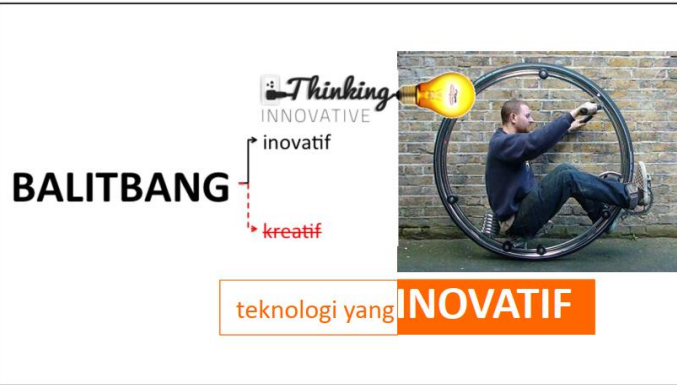 Thinking
INNOVATIVE
inovatif
BALITBANG
kreatif
teknologi yang INOVATIF